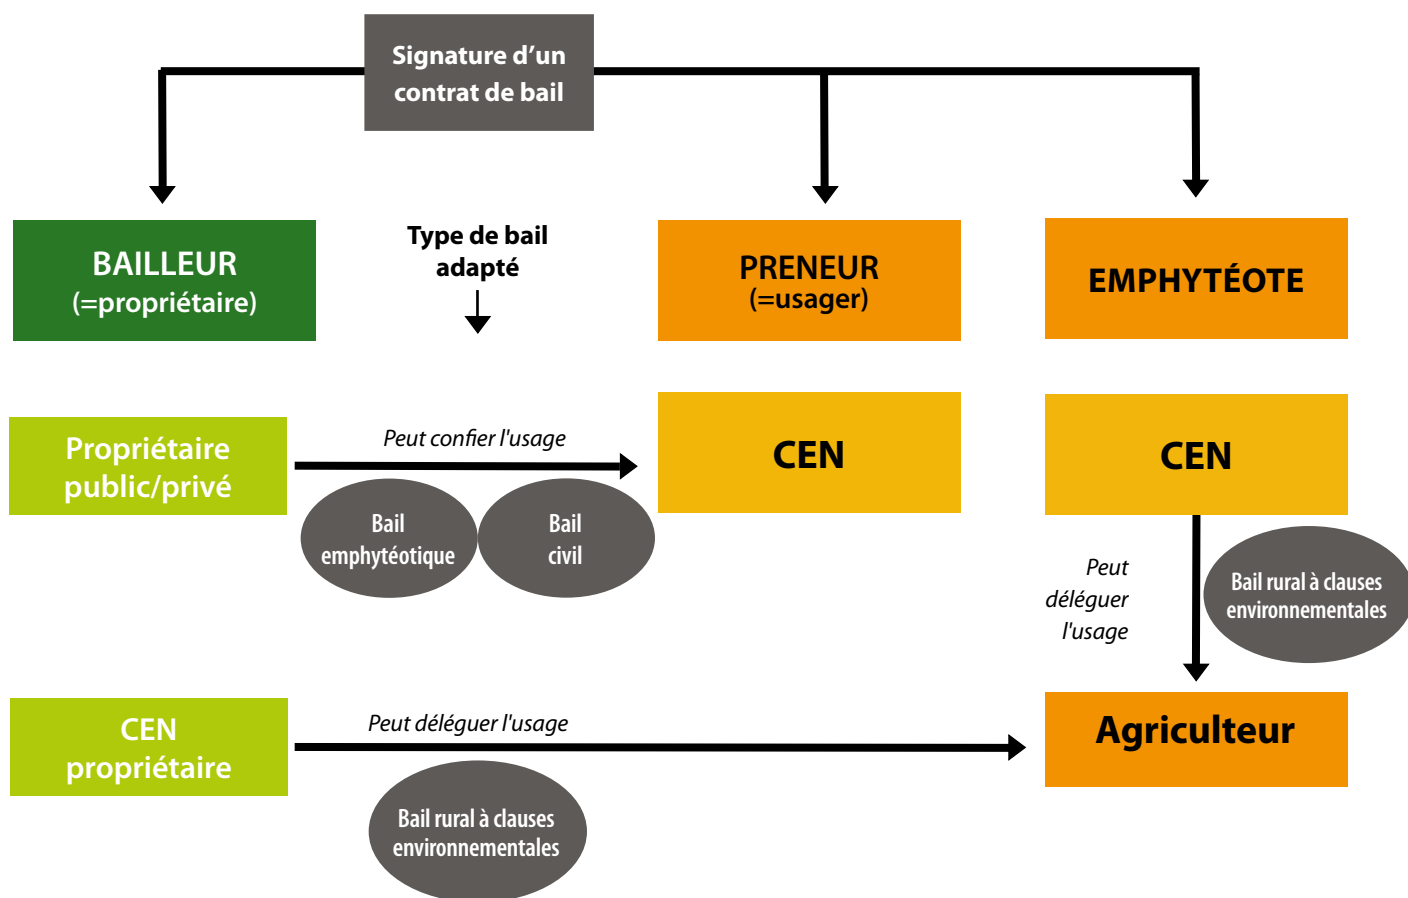 Signature d’un
contrat de bail
BAILLEUR
(=propriétaire)
Type de bail
adapté
PRENEUR
(=usager)
EMPHYTÉOTE
Propriétaire
public/privé
Peut confier l'usage
Bail
emphytéotique
Bail
civil
CEN
CEN
Peut
déléguer
l'usage
Bail rural à clauses
environnementales
CEN
propriétaire
Peut déléguer l'usage
Bail rural à clauses
environnementales
Agriculteur